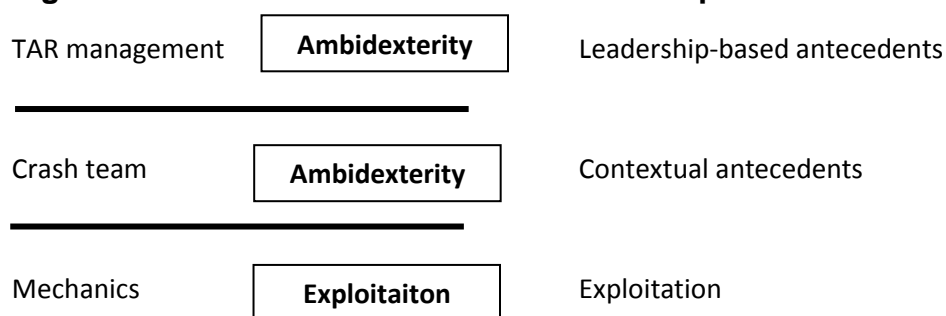 TAR management Ambidexterity Leadership-based antecedents
Crash team Ambidexterity Contextual antecedents
Mechanics Exploitaiton Exploitation